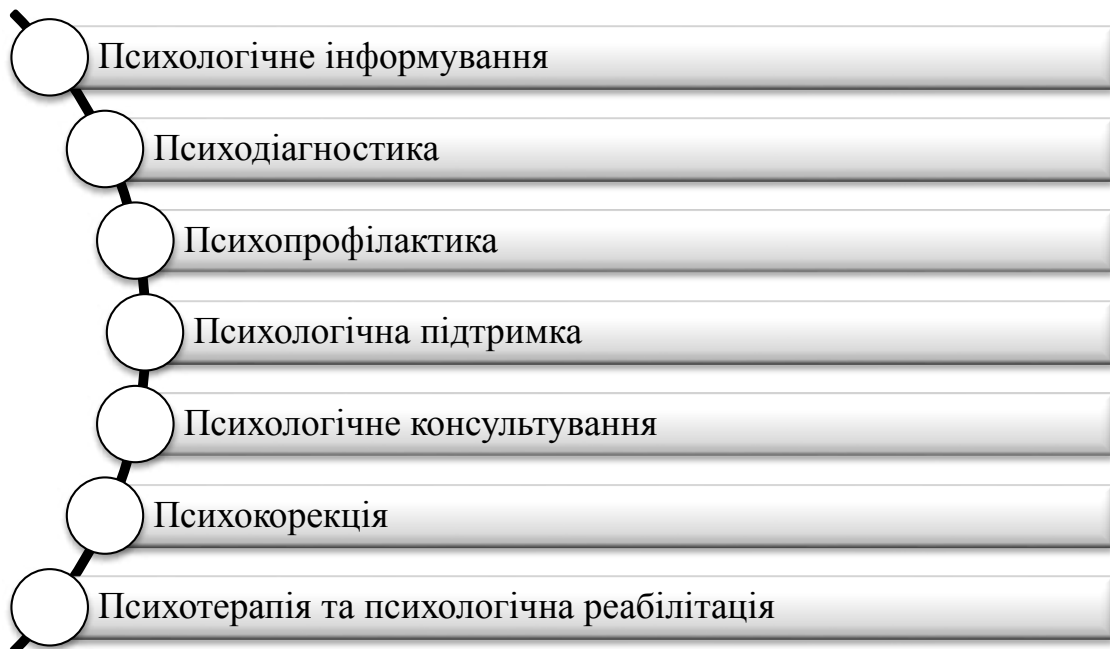 Психологічне інформування
Психодіагностика
Психопрофілактика
Психологічна підтримка
Психологічне консультування
Психокорекція
Психотерапія та психологічна реабілітація